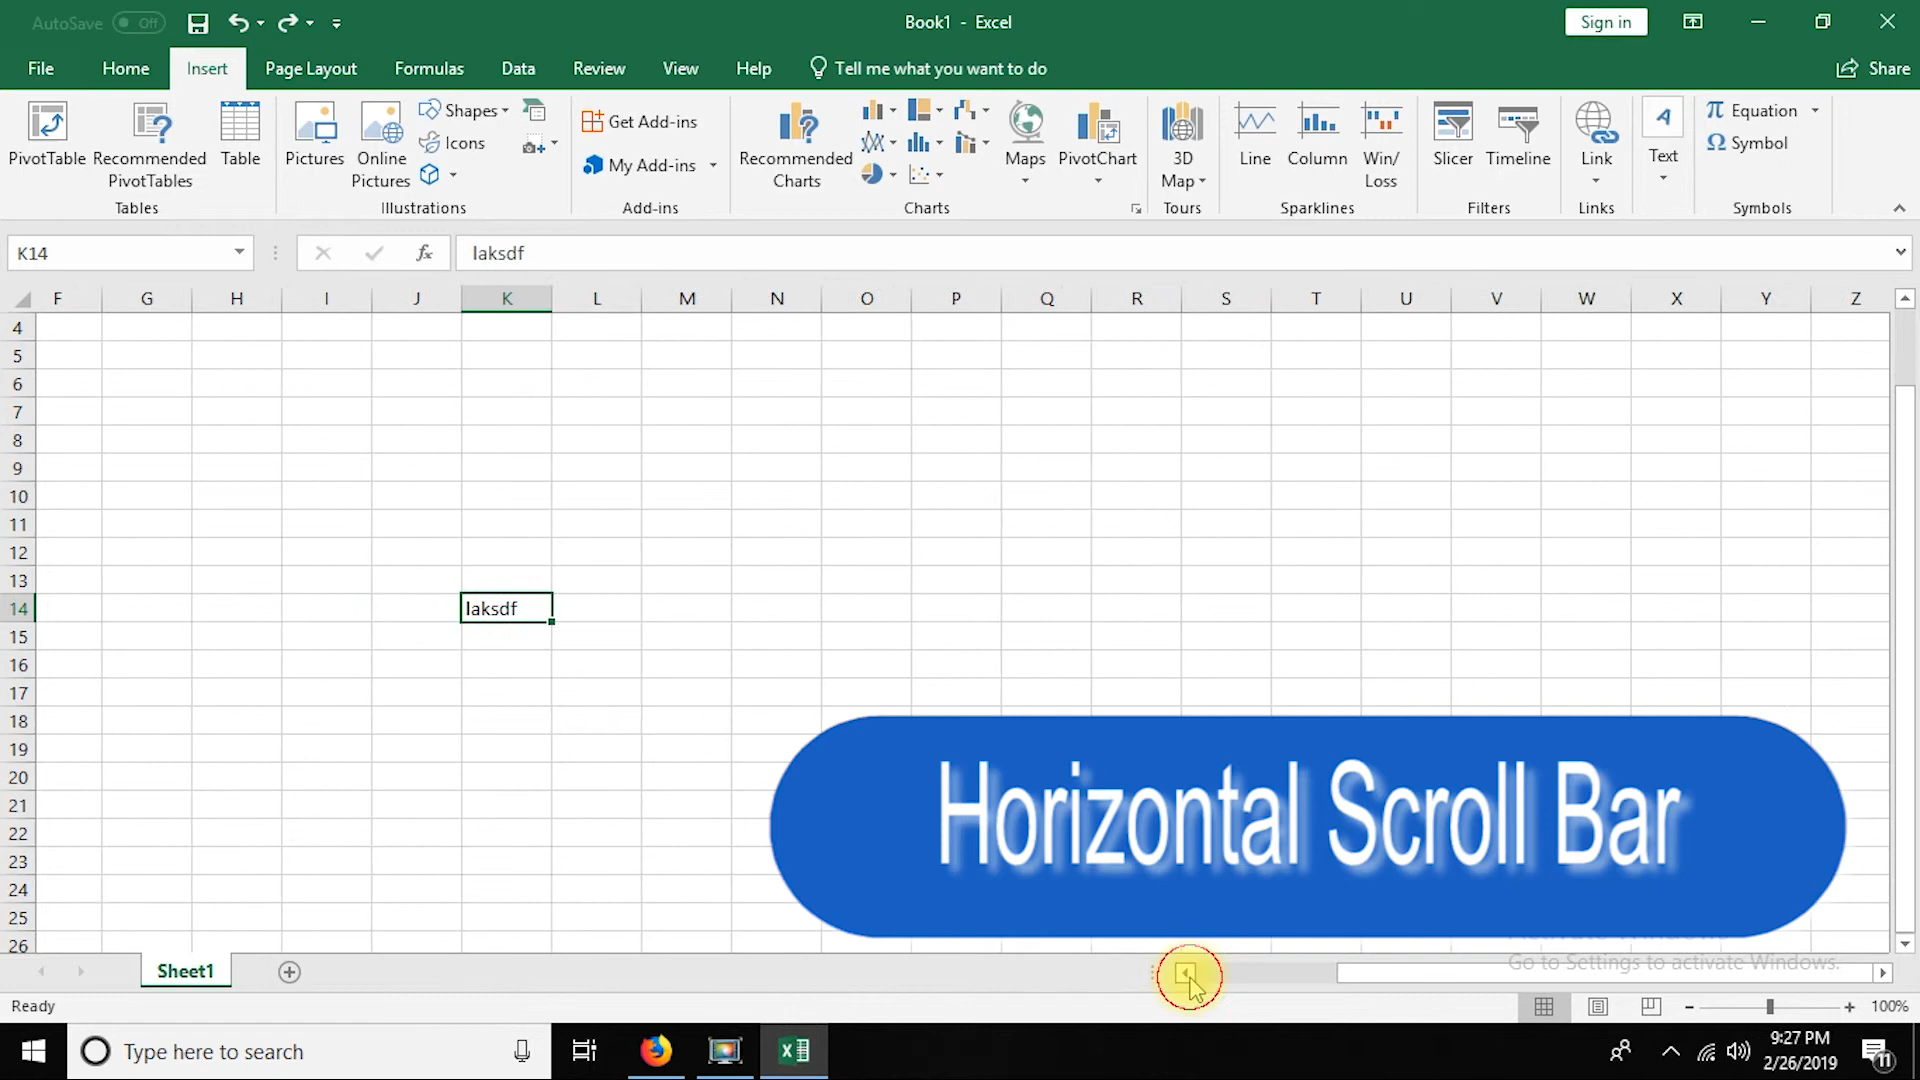 AutoSave Off
Book1 - Excel
Sign in
File Home Insert Page Layout Formulas Data Review View Help Tell me what you want to do Share
PivotTable
Recommended PivotTables
Table
Tables
Pictures
Online Pictures
Shapes
Icons
Illustrations
Get Add-ins
My Add-ins
Add-ins
Recommended Charts
Maps
PivotChart
Charts
3D Map
Tours
Line
Column
Win/Loss
Sparklines
Slicer
Timeline
Filters
Link
Links
A
Text
π Equation
Ω Symbol
Symbols
K14
fx
laksdf
F G H I J K L M N O P Q R S T U V W X Y Z
4
5
6
7
8
9
10
11
12
13
14 laksdf
15
16
17
18
19
20
21
22
23
24
25
26
Horizontal Scroll Bar
Activate Windows
Go to Settings to activate Windows.
Sheet1
Ready
100%
Type here to search
9:27 PM
2/26/2019
11